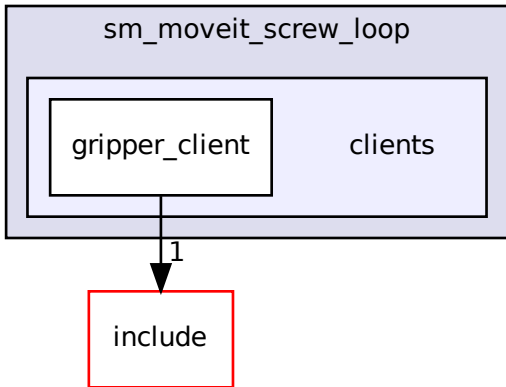 sm_moveit_screw_loop
gripper_client
clients
1
include